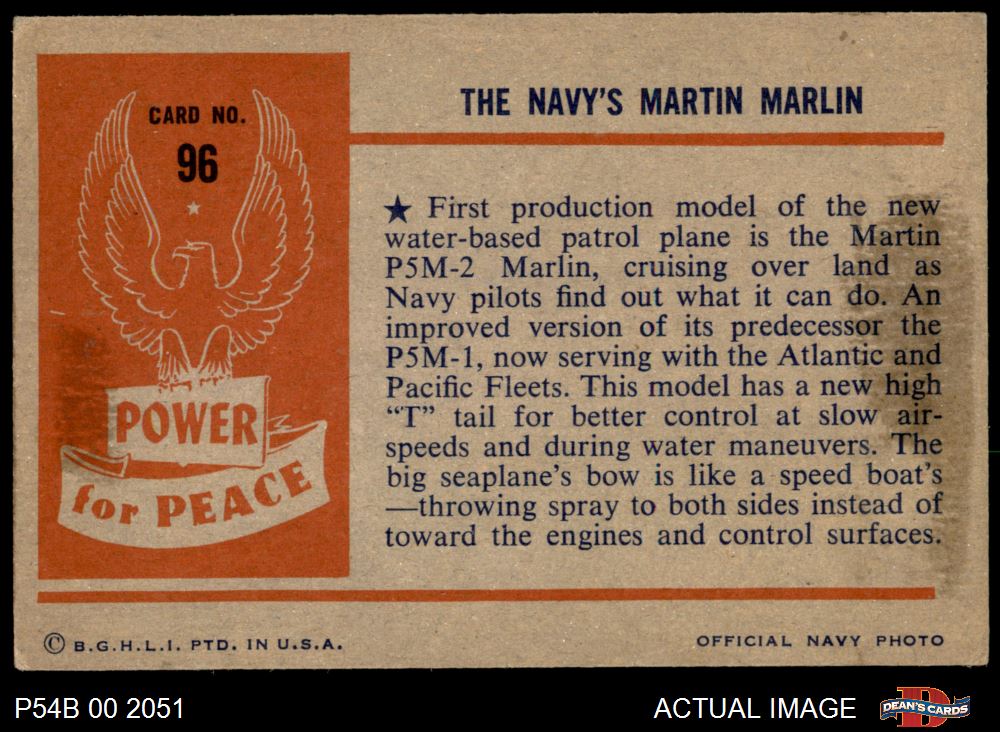 CARD NO.
96
POWER
for PEACE
THE NAVY'S MARTIN MARLIN
★ First production model of the new
water-based patrol plane is the Martin
P5M-2 Marlin, cruising over land as
Navy pilots find out what it can do. An
improved version of its predecessor the
P5M-1, now serving with the Atlantic and
Pacific Fleets. This model has a new high
“T” tail for better control at slow air-
speeds and during water maneuvers. The
big seaplane's bow is like a speed boat's
—throwing spray to both sides instead of
toward the engines and control surfaces.
© B.G.H.L.I. PTD. IN U.S.A.
OFFICIAL NAVY PHOTO
P54B 00 2051
ACTUAL IMAGE
DEAN'S CARDS